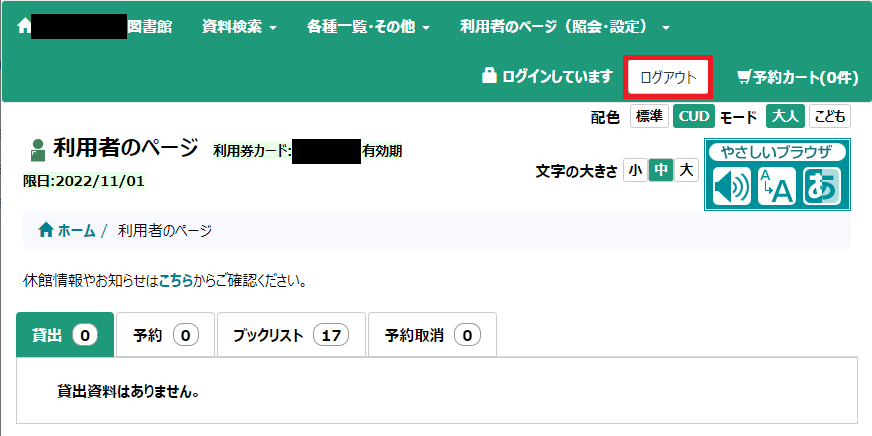 図書館 資料検索 各種一覧・その他 利用者のページ（照会・設定）
ログインしています ログアウト 予約カート(0件)
配色 標準 CUD モード 大人 こども
利用者のページ 利用券カード: 有効期
限日:2022/11/01
文字の大きさ 小 中 大
やさしいブラウザ
A A あ
ホーム / 利用者のページ
休館情報やお知らせはこちらからご確認ください。
貸出 0 予約 0 ブックリスト 17 予約取消 0
貸出資料はありません。